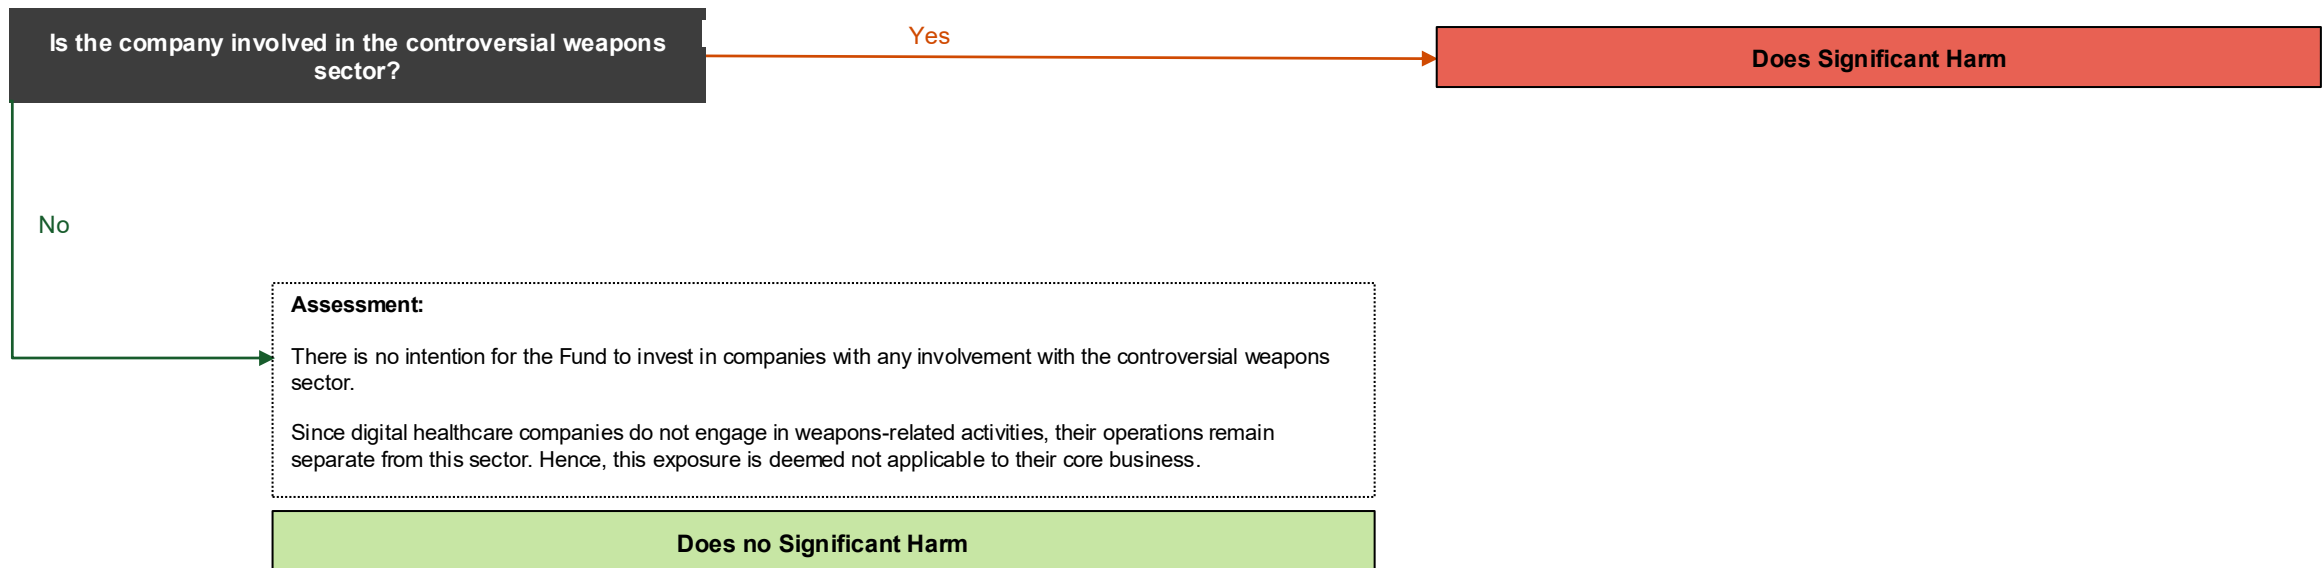 Is the company involved in the controversial weapons
sector?
Yes
Does Significant Harm
No
Assessment:
There is no intention for the Fund to invest in companies with any involvement with the controversial weapons
sector.
Since digital healthcare companies do not engage in weapons-related activities, their operations remain
separate from this sector. Hence, this exposure is deemed not applicable to their core business.
Does no Significant Harm